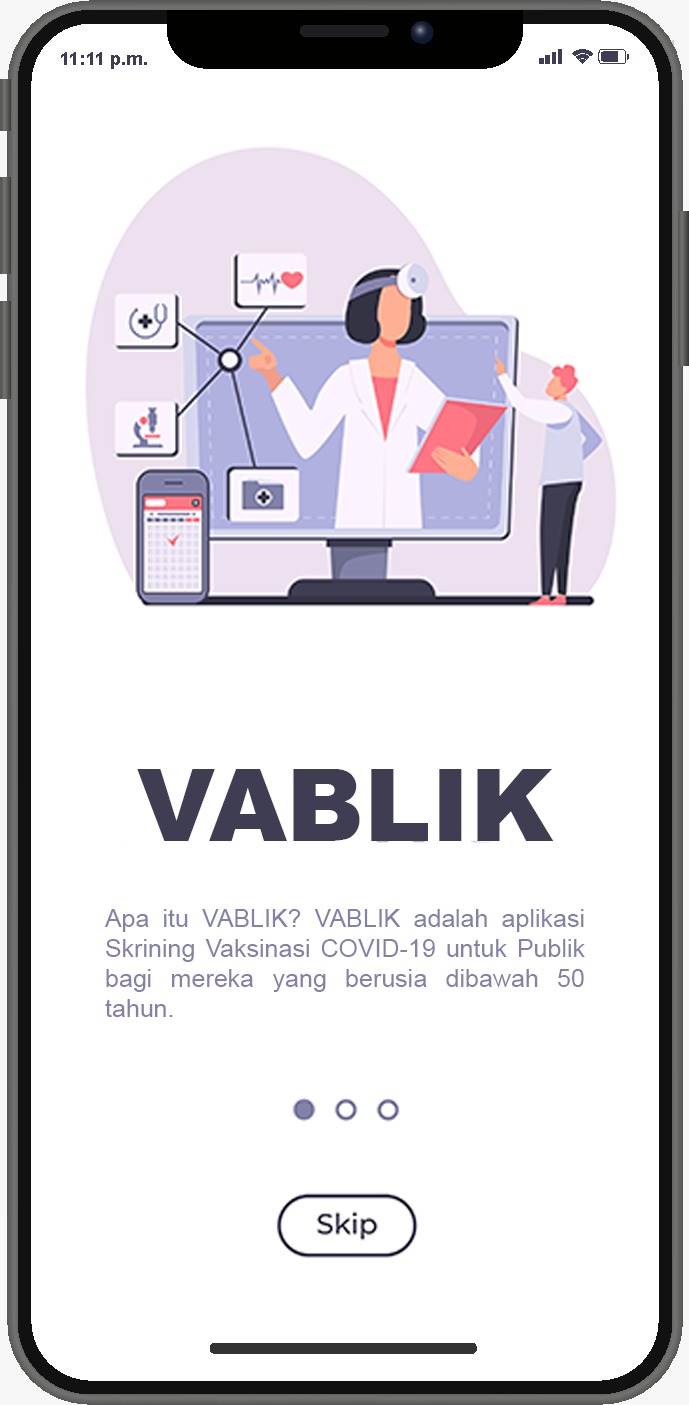 11:11 p.m.
VABLIK
Apa itu VABLIK? VABLIK adalah aplikasi
Skrining Vaksinasi COVID-19 untuk Publik
bagi mereka yang berusia dibawah 50
tahun.
Skip